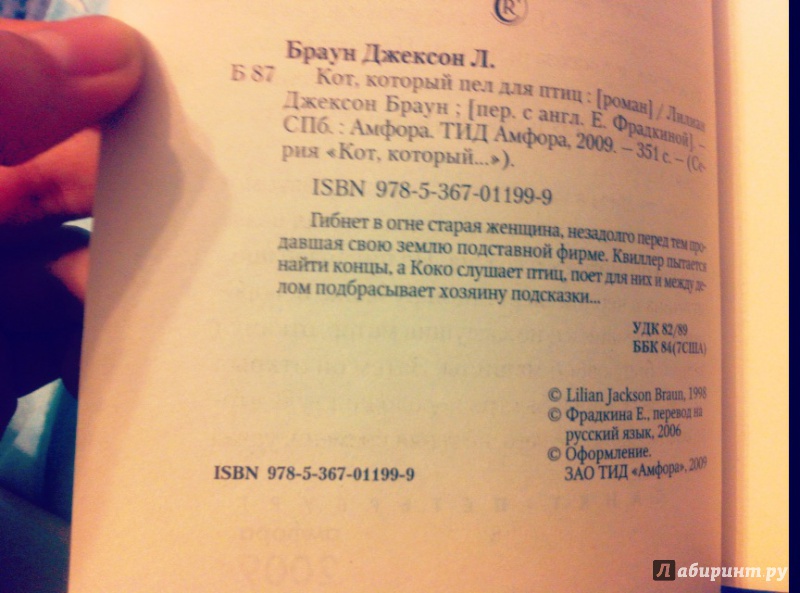 Браун Джексон Л.
Б 87 Кот, который пел для птиц : [роман] / Лилиан
Джексон Браун ; [пер. с англ. Е. Фрадкиной]. –
СПб. : Амфора. ТИД Амфора, 2009. – 351 с. – (Се-
рия «Кот, который...»).
ISBN 978-5-367-01199-9
Гибнет в огне старая женщина, незадолго перед тем про-
давшая свою землю подставной фирме. Квиллер пытается
найти концы, а Коко слушает птиц, поет для них и между де-
лом подбрасывает хозяину подсказки...
УДК 82/89
ББК 84(7США)
© Lilian Jackson Braun, 1998
© Фрадкина Е., перевод на
русский язык, 2006
© Оформление.
ISBN 978-5-367-01199-9
ЗАО ТИД «Амфора», 2009
амфора
2009
Лабиринт.ру